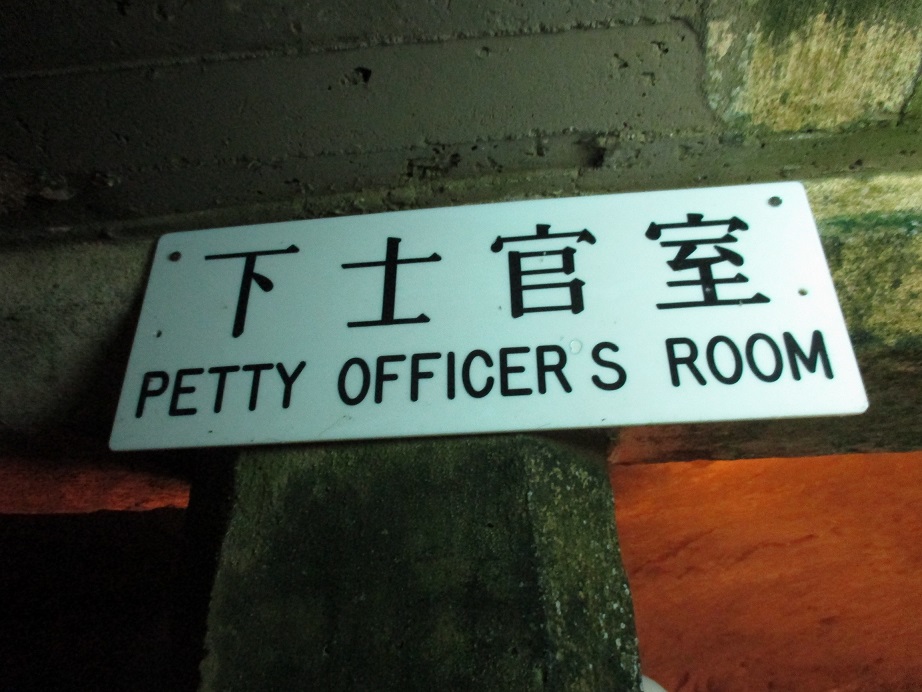 下士官室
PETTY OFFICER'S ROOM